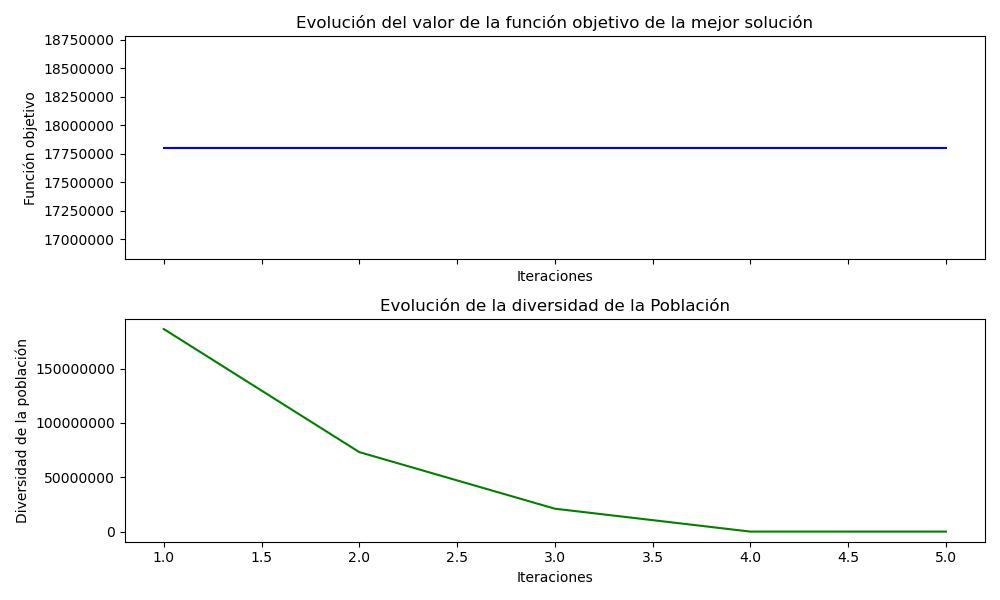 Evolución del valor de la función objetivo de la mejor solución
18750000
18500000
18250000
18000000
17750000
17500000
17250000
17000000
Función objetivo
Iteraciones
Evolución de la diversidad de la Población
150000000
100000000
50000000
0
Diversidad de la población
1.0 1.5 2.0 2.5 3.0 3.5 4.0 4.5 5.0
Iteraciones